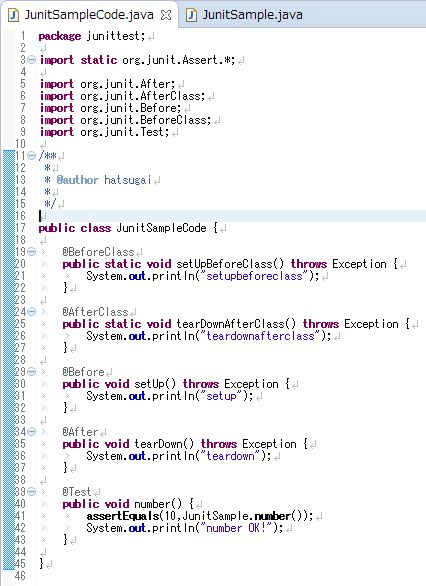 JunitSampleCode.java JunitSample.java
1 package junittest;
2
3 import static org.junit.Assert.*;
4
5 import org.junit.After;
6 import org.junit.AfterClass;
7 import org.junit.Before;
8 import org.junit.BeforeClass;
9 import org.junit.Test;
10
11 /**
12  *
13  * @author hatsugai
14  *
15  */
16
17 public class JunitSampleCode {
18
19     @BeforeClass
20     public static void setUpBeforeClass() throws Exception {
21         System.out.println("setupbeforeclass");
22     }
23
24     @AfterClass
25     public static void tearDownAfterClass() throws Exception {
26         System.out.println("teardownafterclass");
27     }
28
29     @Before
30     public void setUp() throws Exception {
31         System.out.println("setup");
32     }
33
34     @After
35     public void tearDown() throws Exception {
36         System.out.println("teardown");
37     }
38
39     @Test
40     public void number() {
41         assertEquals(10,JunitSample.number());
42         System.out.println("number OK!");
43     }
44
45 }
46